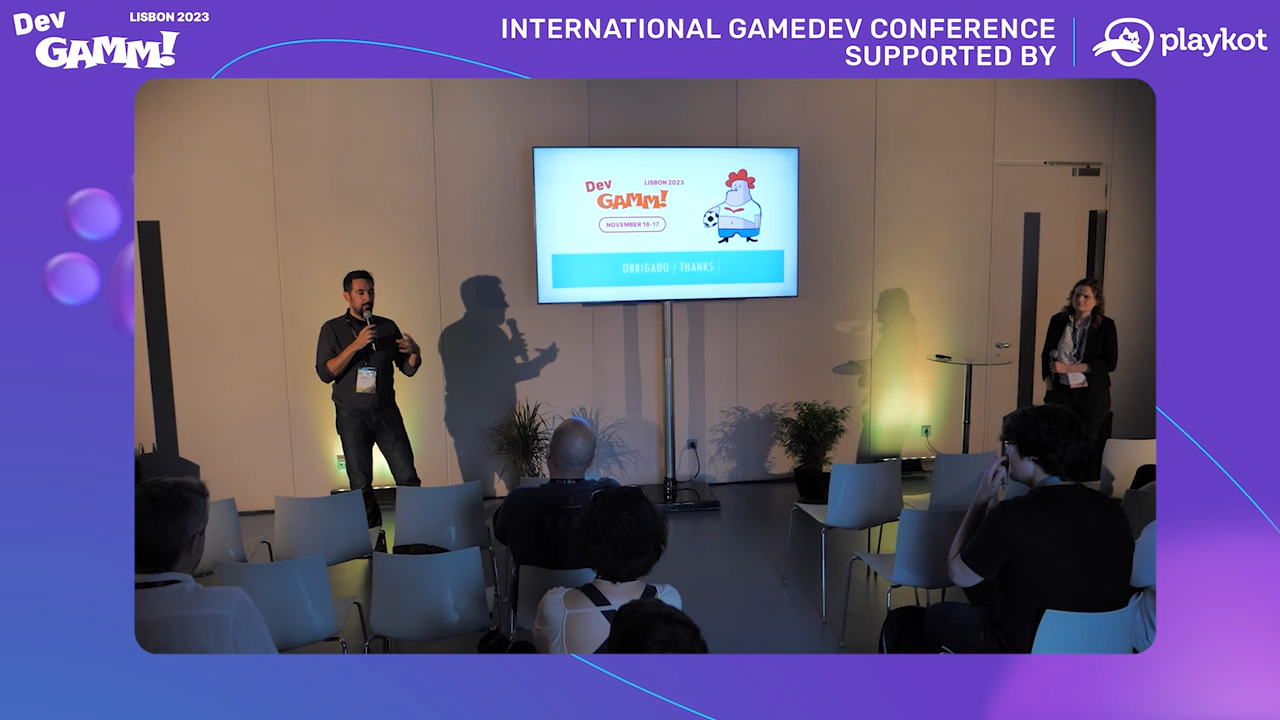 Dev
GAMM!
LISBON 2023
INTERNATIONAL GAMEDEV CONFERENCE
SUPPORTED BY
playkot
Dev
GAMM!
LISBON 2023
NOVEMBER 16-17
OBRIGADO / THANKS